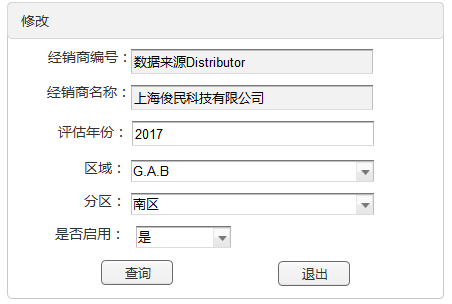 修改
经销商编号：数据来源Distributor
经销商名称：上海俊民科技有限公司
评估年份：2017
区域：G.A.B
分区：南区
是否启用：是
查询 退出